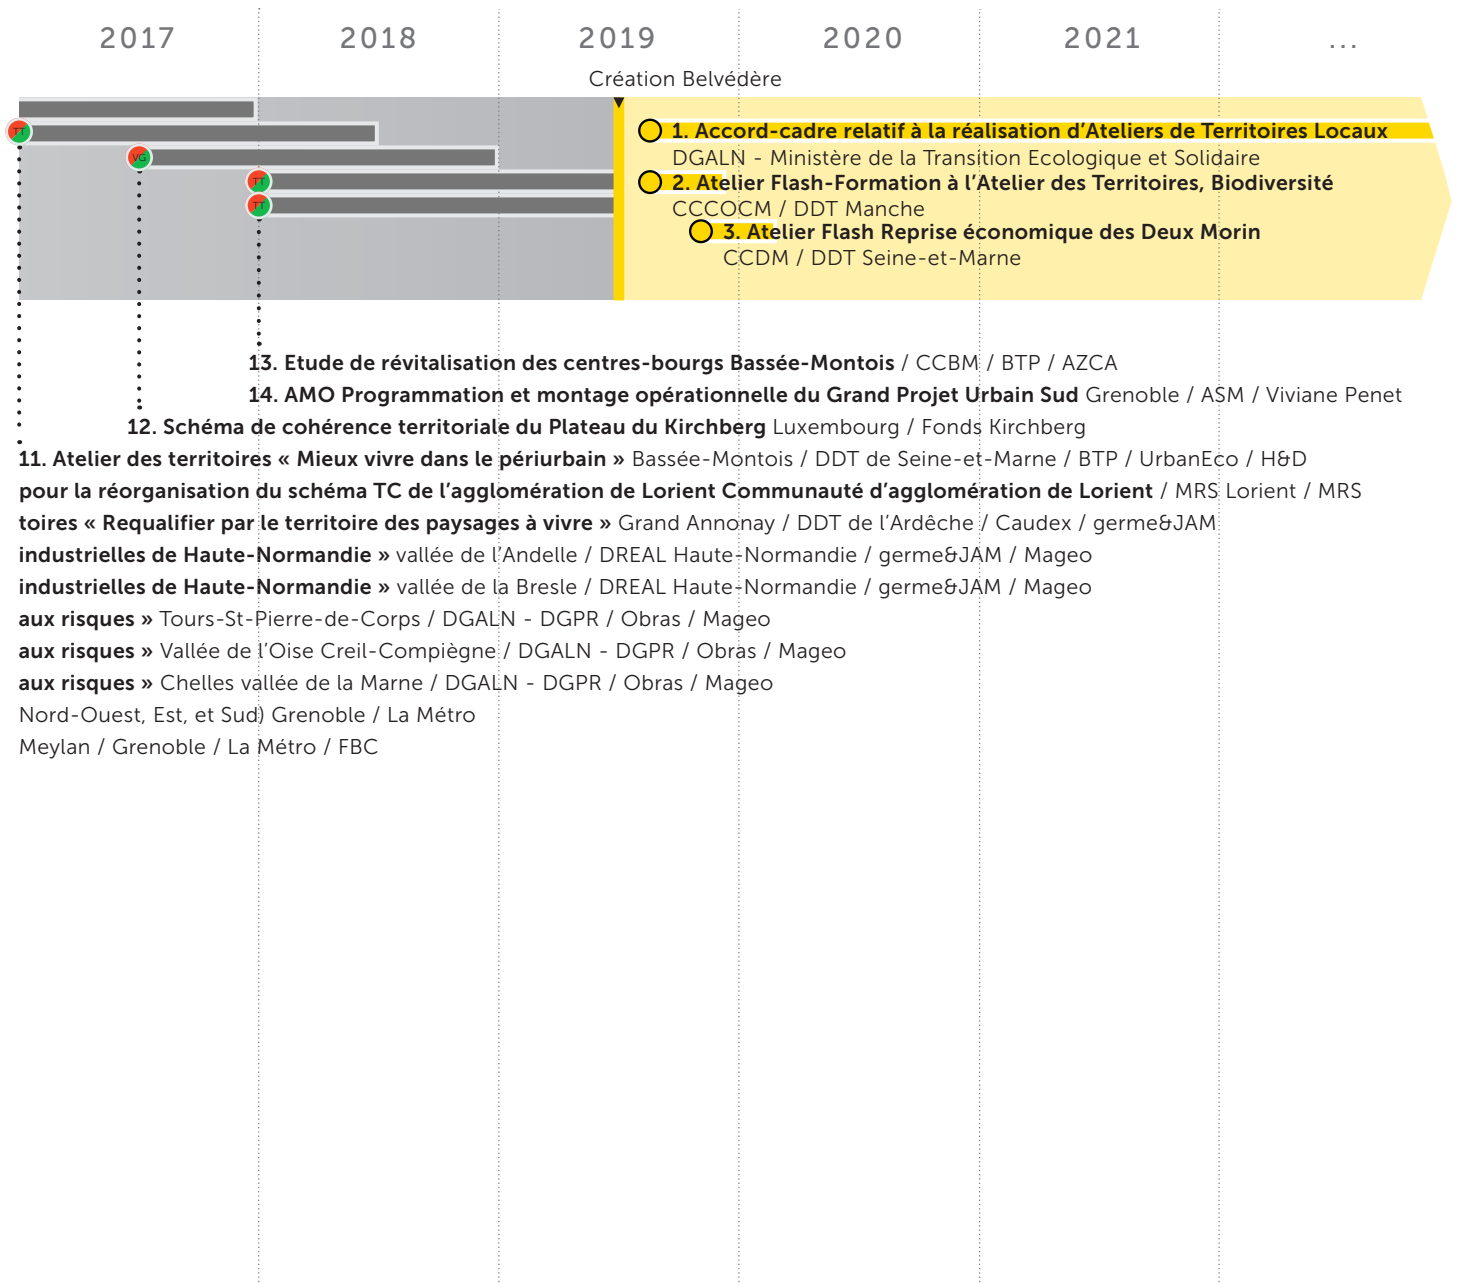 2017 2018 2019 2020 2021 ...
Création Belvédère
TT
1. Accord-cadre relatif à la réalisation d'Ateliers de Territoires Locaux
VG
DGALN - Ministère de la Transition Ecologique et Solidaire
TT
2. Atelier Flash-Formation à l'Atelier des Territoires, Biodiversité
TT
CCCOCM / DDT Manche
3. Atelier Flash Reprise économique des Deux Morin
CCDM / DDT Seine-et-Marne
13. Etude de révitalisation des centres-bourgs Bassée-Montois / CCBM / BTP / AZCA
14. AMO Programmation et montage opérationnelle du Grand Projet Urbain Sud Grenoble / ASM / Viviane Penet
12. Schéma de cohérence territoriale du Plateau du Kirchberg Luxembourg / Fonds Kirchberg
11. Atelier des territoires « Mieux vivre dans le périurbain » Bassée-Montois / DDT de Seine-et-Marne / BTP / UrbanEco / H&D
pour la réorganisation du schéma TC de l'agglomération de Lorient Communauté d'agglomération de Lorient / MRS Lorient / MRS
toires « Requalifier par le territoire des paysages à vivre » Grand Annonay / DDT de l'Ardêche / Caudex / germe&JAM
industrielles de Haute-Normandie » vallée de l'Andelle / DREAL Haute-Normandie / germe&JAM / Mageo
industrielles de Haute-Normandie » vallée de la Bresle / DREAL Haute-Normandie / germe&JAM / Mageo
aux risques » Tours-St-Pierre-de-Corps / DGALN - DGPR / Obras / Mageo
aux risques » Vallée de l'Oise Creil-Compiègne / DGALN - DGPR / Obras / Mageo
aux risques » Chelles vallée de la Marne / DGALN - DGPR / Obras / Mageo
Nord-Ouest, Est, et Sud) Grenoble / La Métro
Meylan / Grenoble / La Métro / FBC